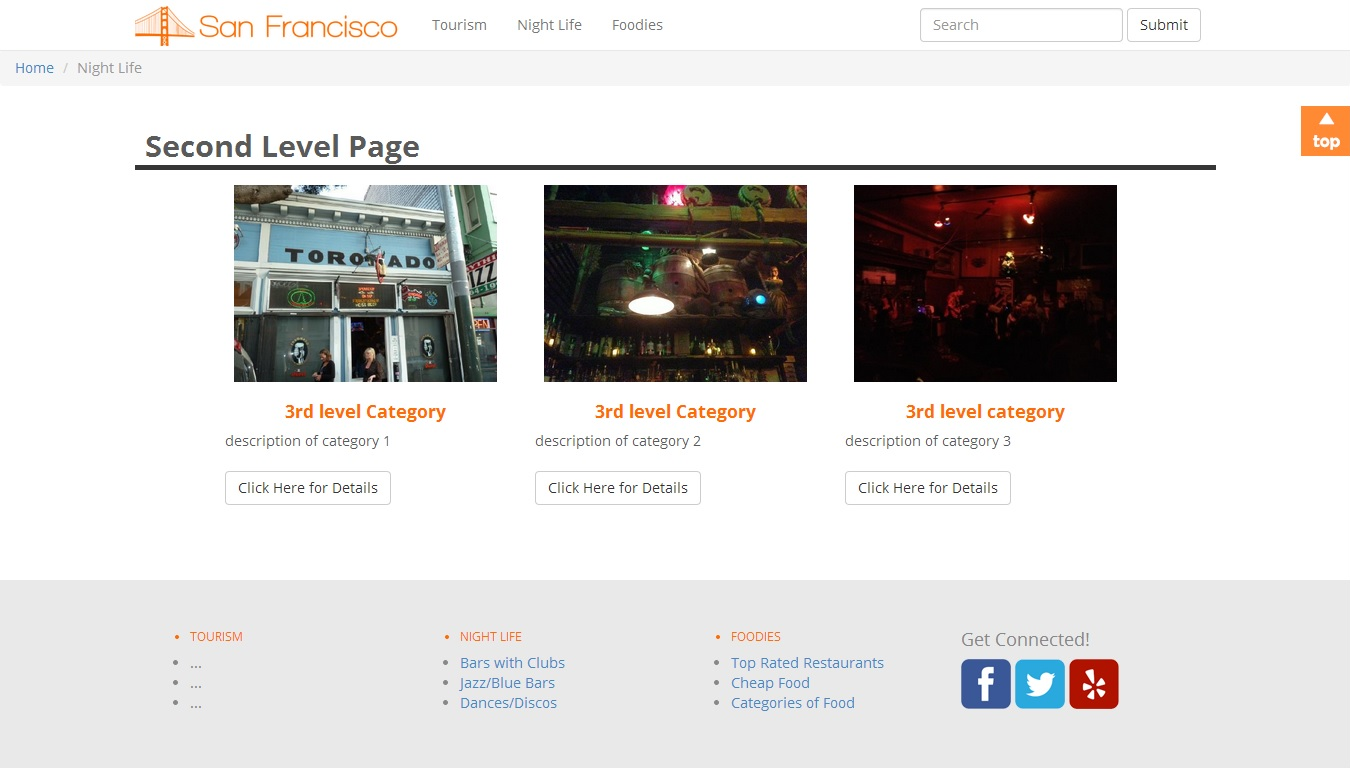 San Francisco
Tourism Night Life Foodies
Search Submit
Home / Night Life
top
Second Level Page
TORONADO
3rd level Category 3rd level Category 3rd level category
description of category 1 description of category 2 description of category 3
Click Here for Details Click Here for Details Click Here for Details
• TOURISM
• ...
• ...
• ...
• NIGHT LIFE
• Bars with Clubs
• Jazz/Blue Bars
• Dances/Discos
• FOODIES
• Top Rated Restaurants
• Cheap Food
• Categories of Food
Get Connected!